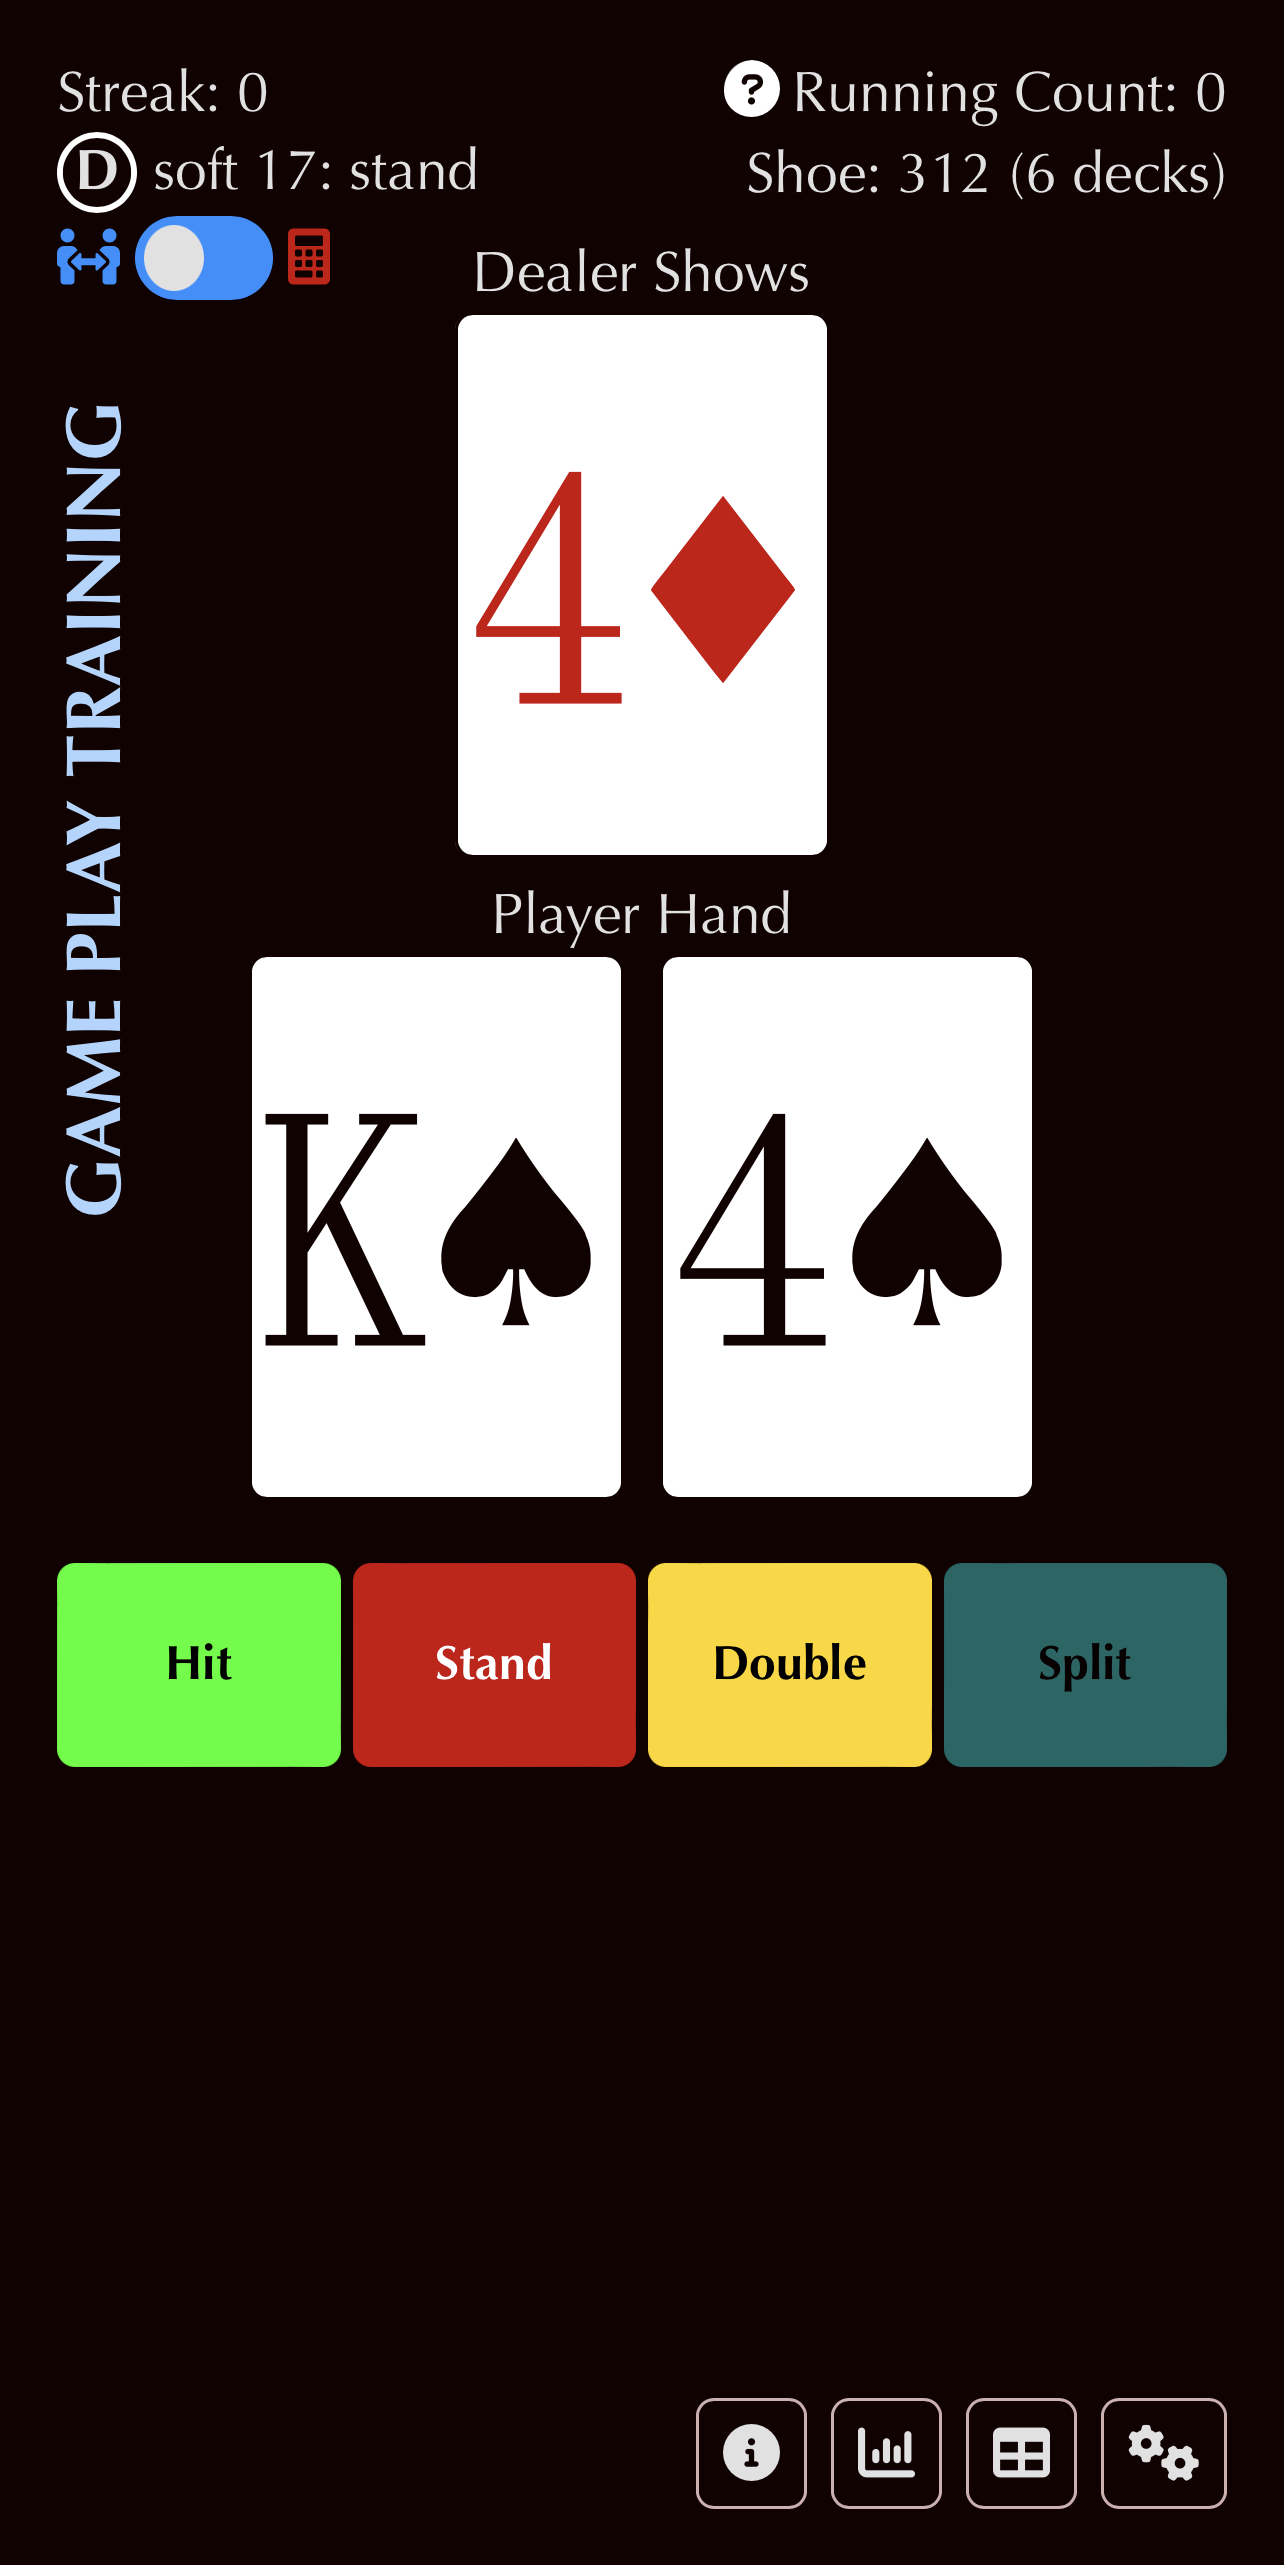 Streak: 0
? Running Count: 0
D soft 17: stand
Shoe: 312 (6 decks)
Dealer Shows
4♦
GAME PLAY TRAINING
Player Hand
K♠ 4♠
Hit
Stand
Double
Split